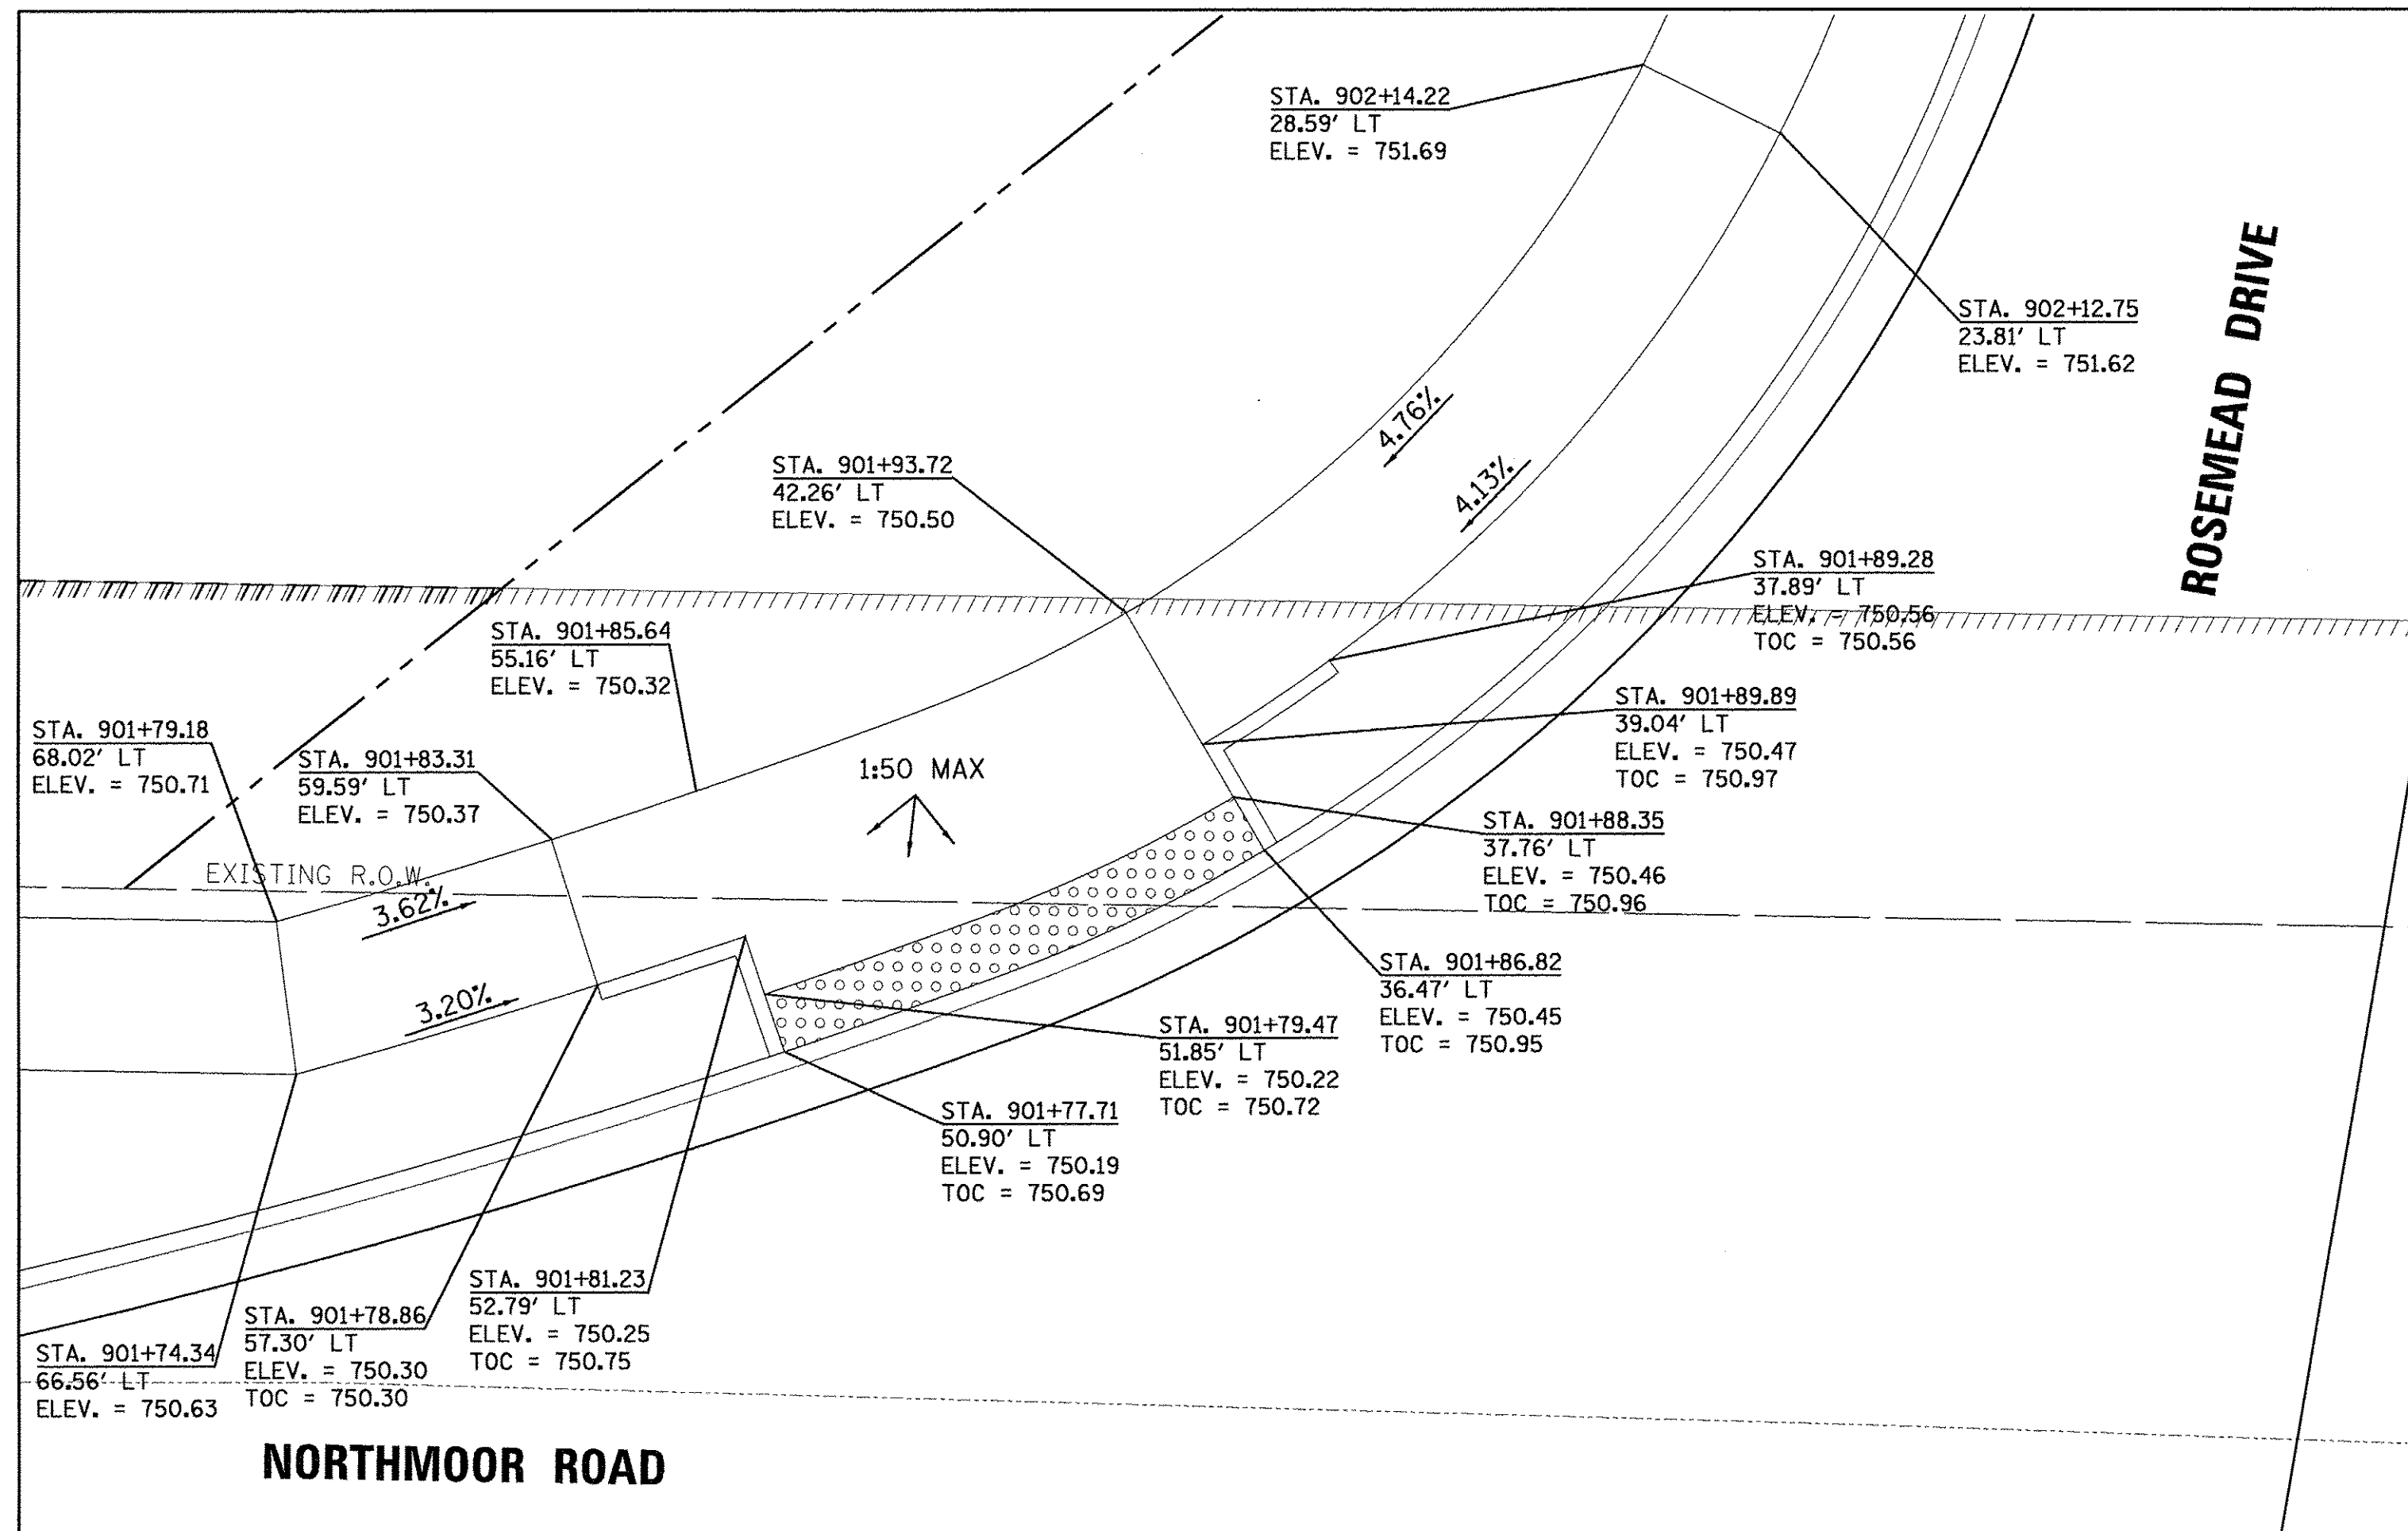 STA. 902+14.22
28.59' LT
ELEV. = 751.69
STA. 902+12.75
23.81' LT
ELEV. = 751.62
ROSEMEAD DRIVE
4.76%
4.13%
STA. 901+93.72
42.26' LT
ELEV. = 750.50
STA. 901+89.28
37.89' LT
ELEV. = 750.56
TOC = 750.56
STA. 901+85.64
55.16' LT
ELEV. = 750.32
STA. 901+89.89
39.04' LT
ELEV. = 750.47
TOC = 750.97
STA. 901+79.18
68.02' LT
ELEV. = 750.71
STA. 901+83.31
59.59' LT
ELEV. = 750.37
1:50 MAX
STA. 901+88.35
37.76' LT
ELEV. = 750.46
TOC = 750.96
EXISTING R.O.W.
3.62%
3.20%
STA. 901+86.82
36.47' LT
ELEV. = 750.45
TOC = 750.95
STA. 901+79.47
51.85' LT
ELEV. = 750.22
TOC = 750.72
STA. 901+77.71
50.90' LT
ELEV. = 750.19
TOC = 750.69
STA. 901+81.23
52.79' LT
ELEV. = 750.25
TOC = 750.75
STA. 901+78.86
57.30' LT
ELEV. = 750.30
TOC = 750.30
STA. 901+74.34
66.56' LT
ELEV. = 750.63
NORTHMOOR ROAD